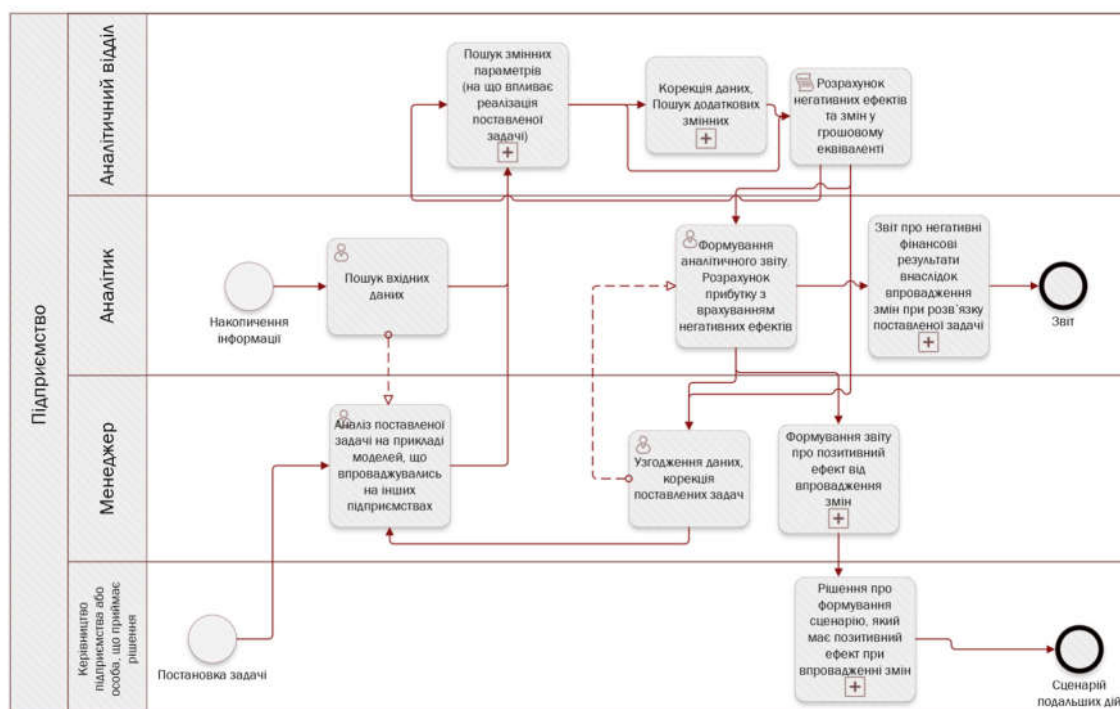 Підприємство
Аналітичний відділ
Пошук змінних
параметрів
(на що впливає
реалізація
поставленої
задачі)
Корекція даних,
Пошук додаткових
змінних
Розрахунок
негативних ефектів
та змін у
грошовому
еквіваленті
Аналітик
Накопичення
інформації
Пошук вхідних
даних
Формування
аналітичного звіту.
Розрахунок
прибутку з
врахуванням
негативних ефектів
Звіт про негативні
фінансові
результати
внаслідок
впровадження
змін при розв`язку
поставленої задачі
Звіт
Менеджер
Аналіз поставленої
задачі на прикладі
моделей, що
впроваджувались
на інших
підприємствах
Узгодження даних,
корекція
поставлених задач
Формування звіту
про позитивний
ефект від
впровадження
змін
Керівництво
підприємства або
особа, що приймає
рішення
Постановка задачі
Рішення про
формування
сценарію, який
має позитивний
ефект при
впровадженні змін
Сценарій
подальших дій